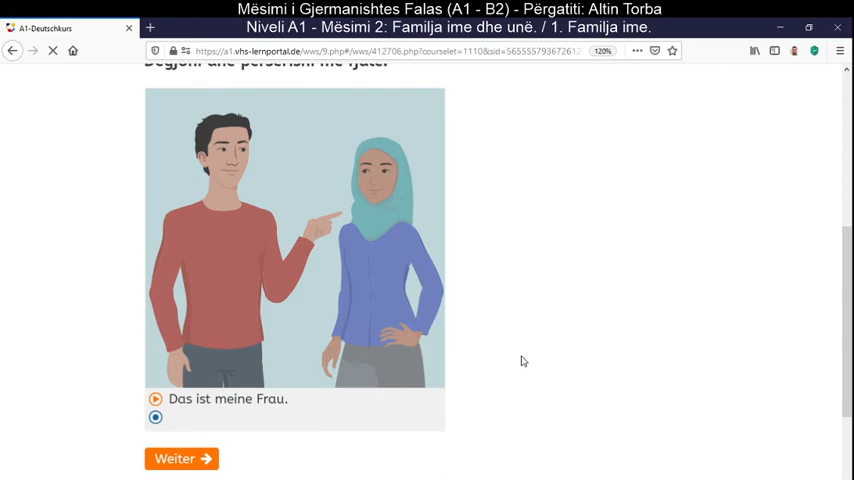 Mësimi i Gjermanishtes Falas (A1 - B2) - Përgatiti: Altin Torba
Niveli A1 - Mësimi 2: Familja ime dhe unë. / 1. Familja ime.
A1-Deutschkurs
https://a1.vhs-lernportal.de/wws/9.php#/wws/412706.php?courselet=1110&sid=56555579367261
120%
Dëgjoni dhe përsërisni me fjalë.
Das ist meine Frau.
Weiter